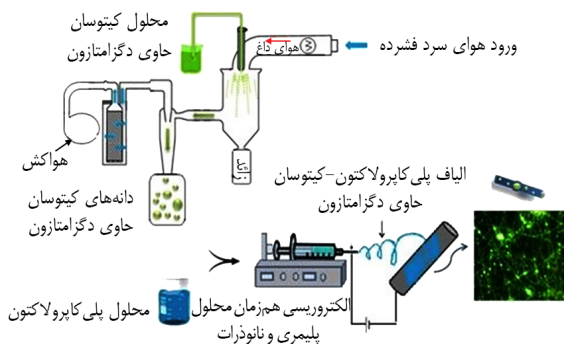 محلول کیتوسان
حاوی دگزامتازون
هوای داغ
ورود هوای سرد فشرده
هواکش
زائد
دانه‌های کیتوسان
حاوی دگزامتازون
الیاف پلی‌کاپرولاکتون-کیتوسان
حاوی دگزامتازون
محلول پلی‌کاپرولاکتون
الکتروریسی هم‌زمان محلول
پلیمری و نانوذرات